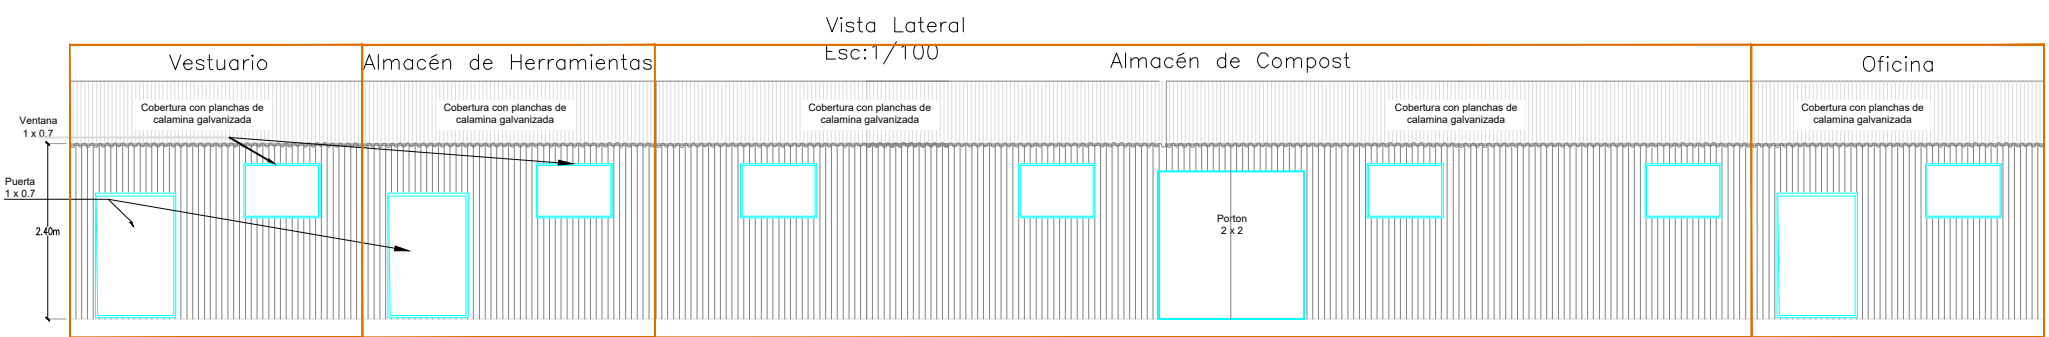 Vista Lateral
Esc:1/100
Vestuario
Almacén de Herramientas
Almacén de Compost
Oficina
Cobertura con planchas de
calamina galvanizada
Cobertura con planchas de
calamina galvanizada
Cobertura con planchas de
calamina galvanizada
Cobertura con planchas de
calamina galvanizada
Cobertura con planchas de
calamina galvanizada
Ventana
1 x 0.7
Puerta
1 x 0.7
2.40m
Porton
2 x 2